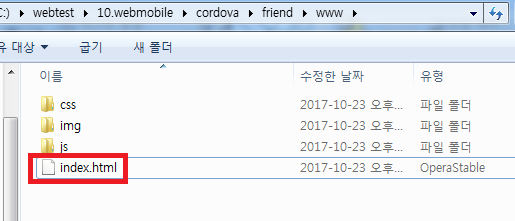 :) ▸ webtest ▸ 10.webmobile ▸ cordova ▸ friend ▸ www ▸
유 대상 ▾ 굽기 새 폴더
이름 수정한 날짜 유형
css 2017-10-23 오후... 파일 폴더
img 2017-10-23 오후... 파일 폴더
js 2017-10-23 오후... 파일 폴더
index.html 2017-10-23 오후... OperaStable